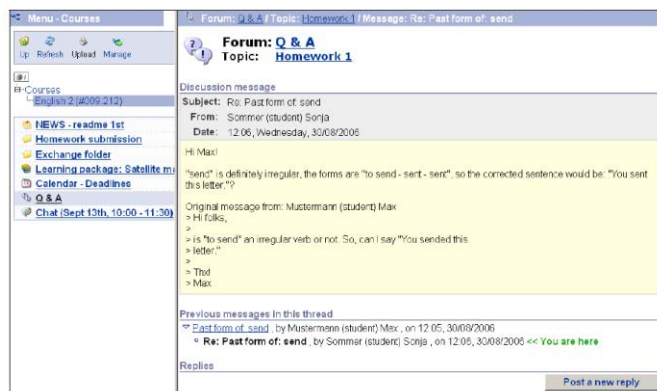 Menu - Courses
Up Refresh Upload Manage
Courses
English 2 (#009.212)
NEWS - readme 1st
Homework submission
Exchange folder
Learning package: Satellite m
Calendar - Deadlines
Q & A
Chat (Sept 13th, 10:00 - 11:30)
Forum: Q & A / Topic: Homework 1 / Message: Re: Past form of: send
Forum: Q & A
Topic: Homework 1
Discussion message
Subject: Re: Past form of: send
From: Sommer (student) Sonja
Date: 12:06, Wednesday, 30/08/2006
Hi Max!
"send" is definitely irregular, the forms are "to send - sent - sent", so the corrected sentence would be: "You sent
this letter."?
Original message from: Mustermann (student) Max
> Hi folks,
>
> is "to send" an irregular verb or not. So, can I say "You sended this
> letter."
>
> Thx!
> Max
Previous messages in this thread
Past form of: send , by Mustermann (student) Max , on 12:05, 30/08/2006
Re: Past form of: send , by Sommer (student) Sonja , on 12:06, 30/08/2006 << You are here
Replies
Post a new reply